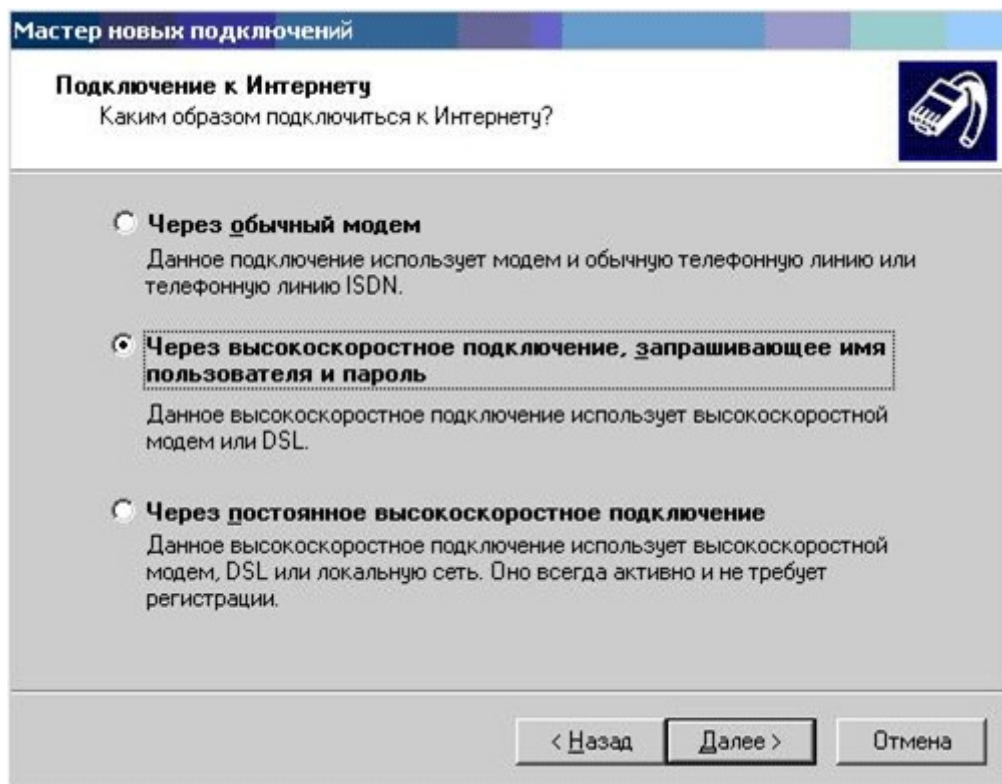 Мастер новых подключений
Подключение к Интернету
Каким образом подключиться к Интернету?
Через обычный модем
Данное подключение использует модем и обычную телефонную линию или
телефонную линию ISDN.
Через высокоскоростное подключение, запрашивающее имя
пользователя и пароль
Данное высокоскоростное подключение использует высокоскоростной
модем или DSL.
Через постоянное высокоскоростное подключение
Данное высокоскоростное подключение использует высокоскоростной
модем, DSL или локальную сеть. Оно всегда активно и не требует
регистрации.
< Назад Далее > Отмена